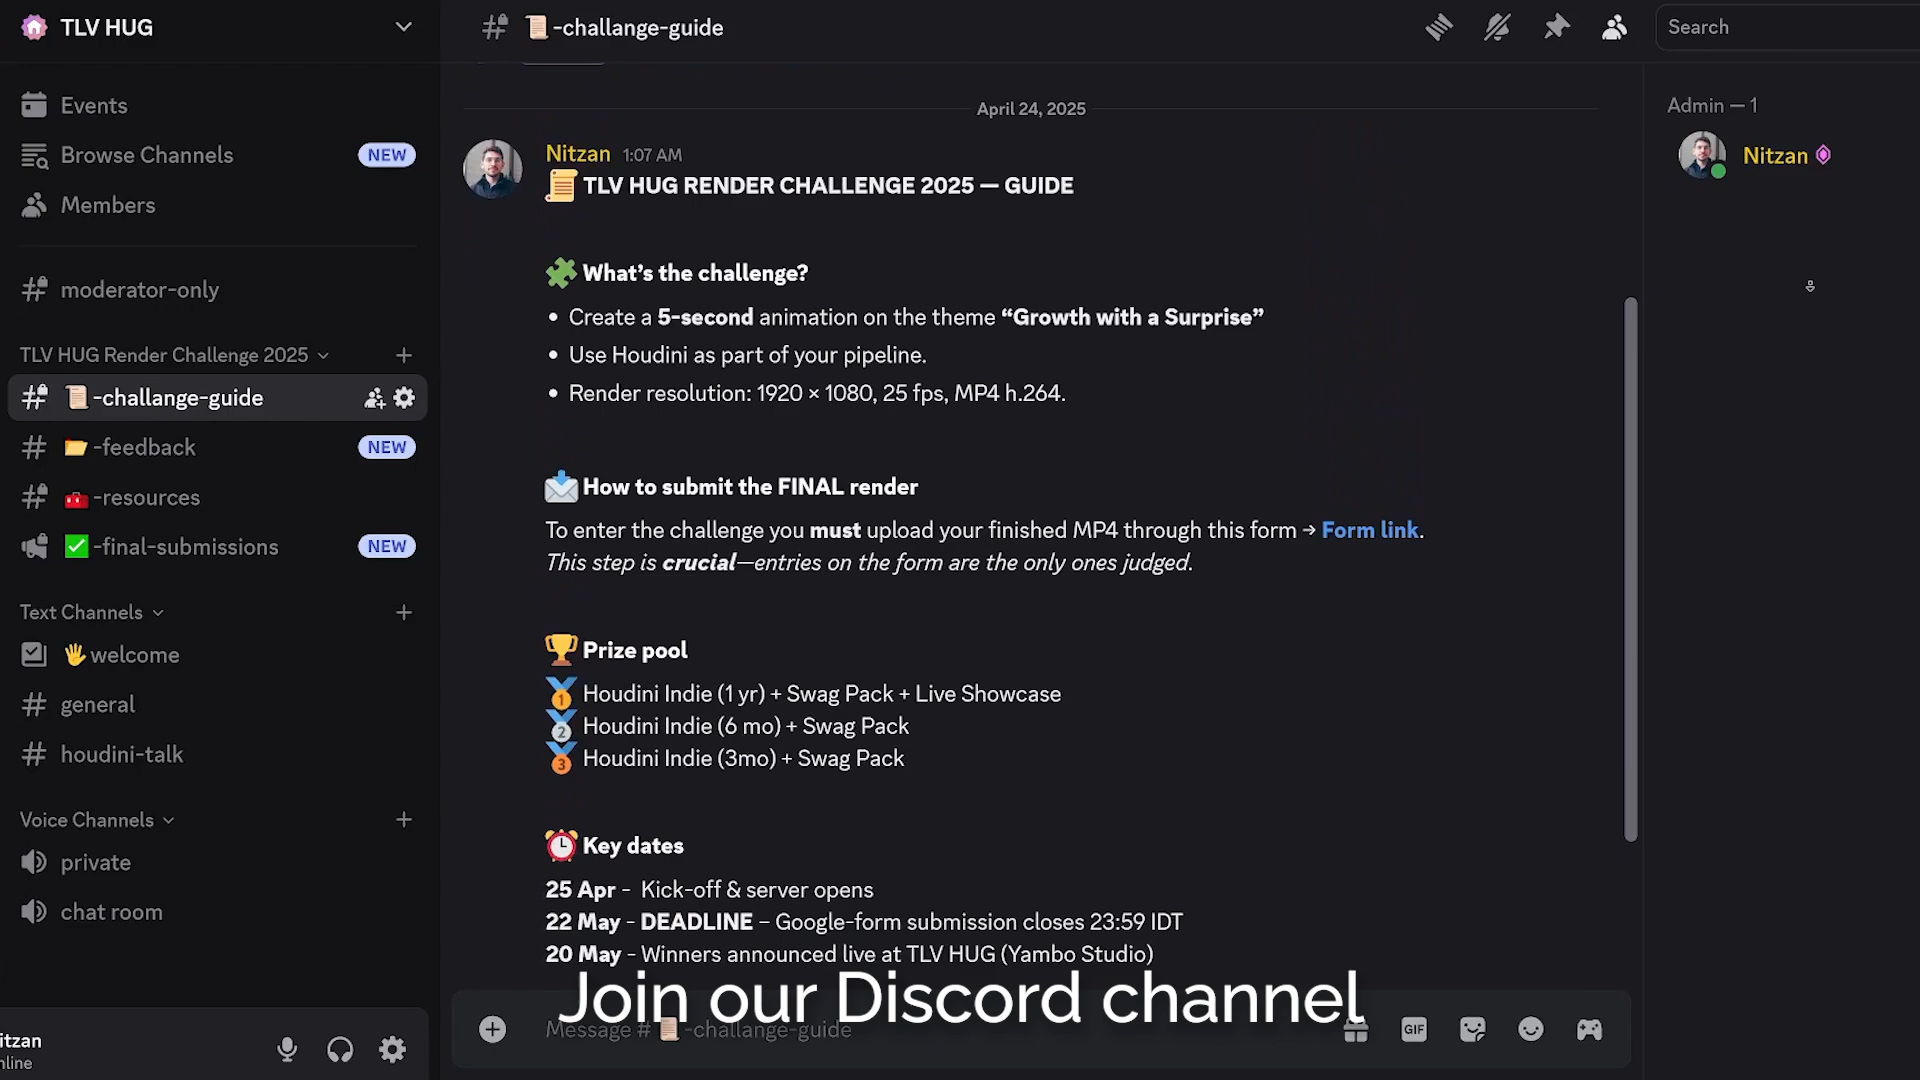 TLV HUG
Events
Browse Channels NEW
Members
moderator-only
TLV HUG Render Challenge 2025
-challange-guide
-feedback NEW
-resources
-final-submissions NEW
Text Channels
welcome
general
houdini-talk
Voice Channels
private
chat room
itzan
nline
-challange-guide
Search
April 24, 2025
Nitzan 1:07 AM
TLV HUG RENDER CHALLENGE 2025 — GUIDE
What’s the challenge?
• Create a 5-second animation on the theme “Growth with a Surprise”
• Use Houdini as part of your pipeline.
• Render resolution: 1920 × 1080, 25 fps, MP4 h.264.
How to submit the FINAL render
To enter the challenge you must upload your finished MP4 through this form → Form link.
This step is crucial—entries on the form are the only ones judged.
Prize pool
1 Houdini Indie (1 yr) + Swag Pack + Live Showcase
2 Houdini Indie (6 mo) + Swag Pack
3 Houdini Indie (3mo) + Swag Pack
Key dates
25 Apr - Kick-off & server opens
22 May - DEADLINE – Google-form submission closes 23:59 IDT
20 May - Winners announced live at TLV HUG (Yambo Studio)
Join our Discord channel
Message # -challange-guide
GIF
Admin — 1
Nitzan